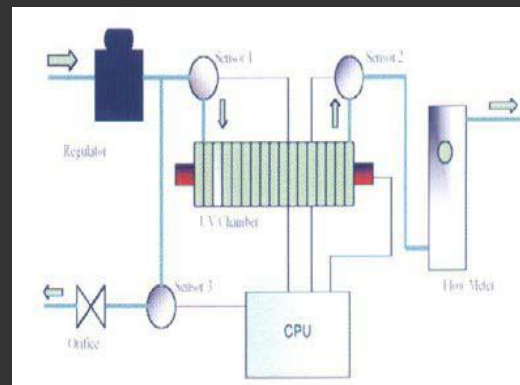 Sensor 1
Sensor 2
Regulator
UV Chamber
Sensor 3
Flow Meter
CPU
Orifice